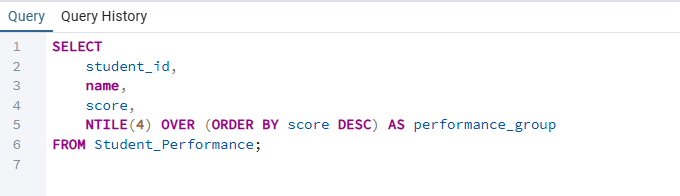 Query Query History
1 SELECT
2 student_id,
3 name,
4 score,
5 NTILE(4) OVER (ORDER BY score DESC) AS performance_group
6 FROM Student_Performance;
7